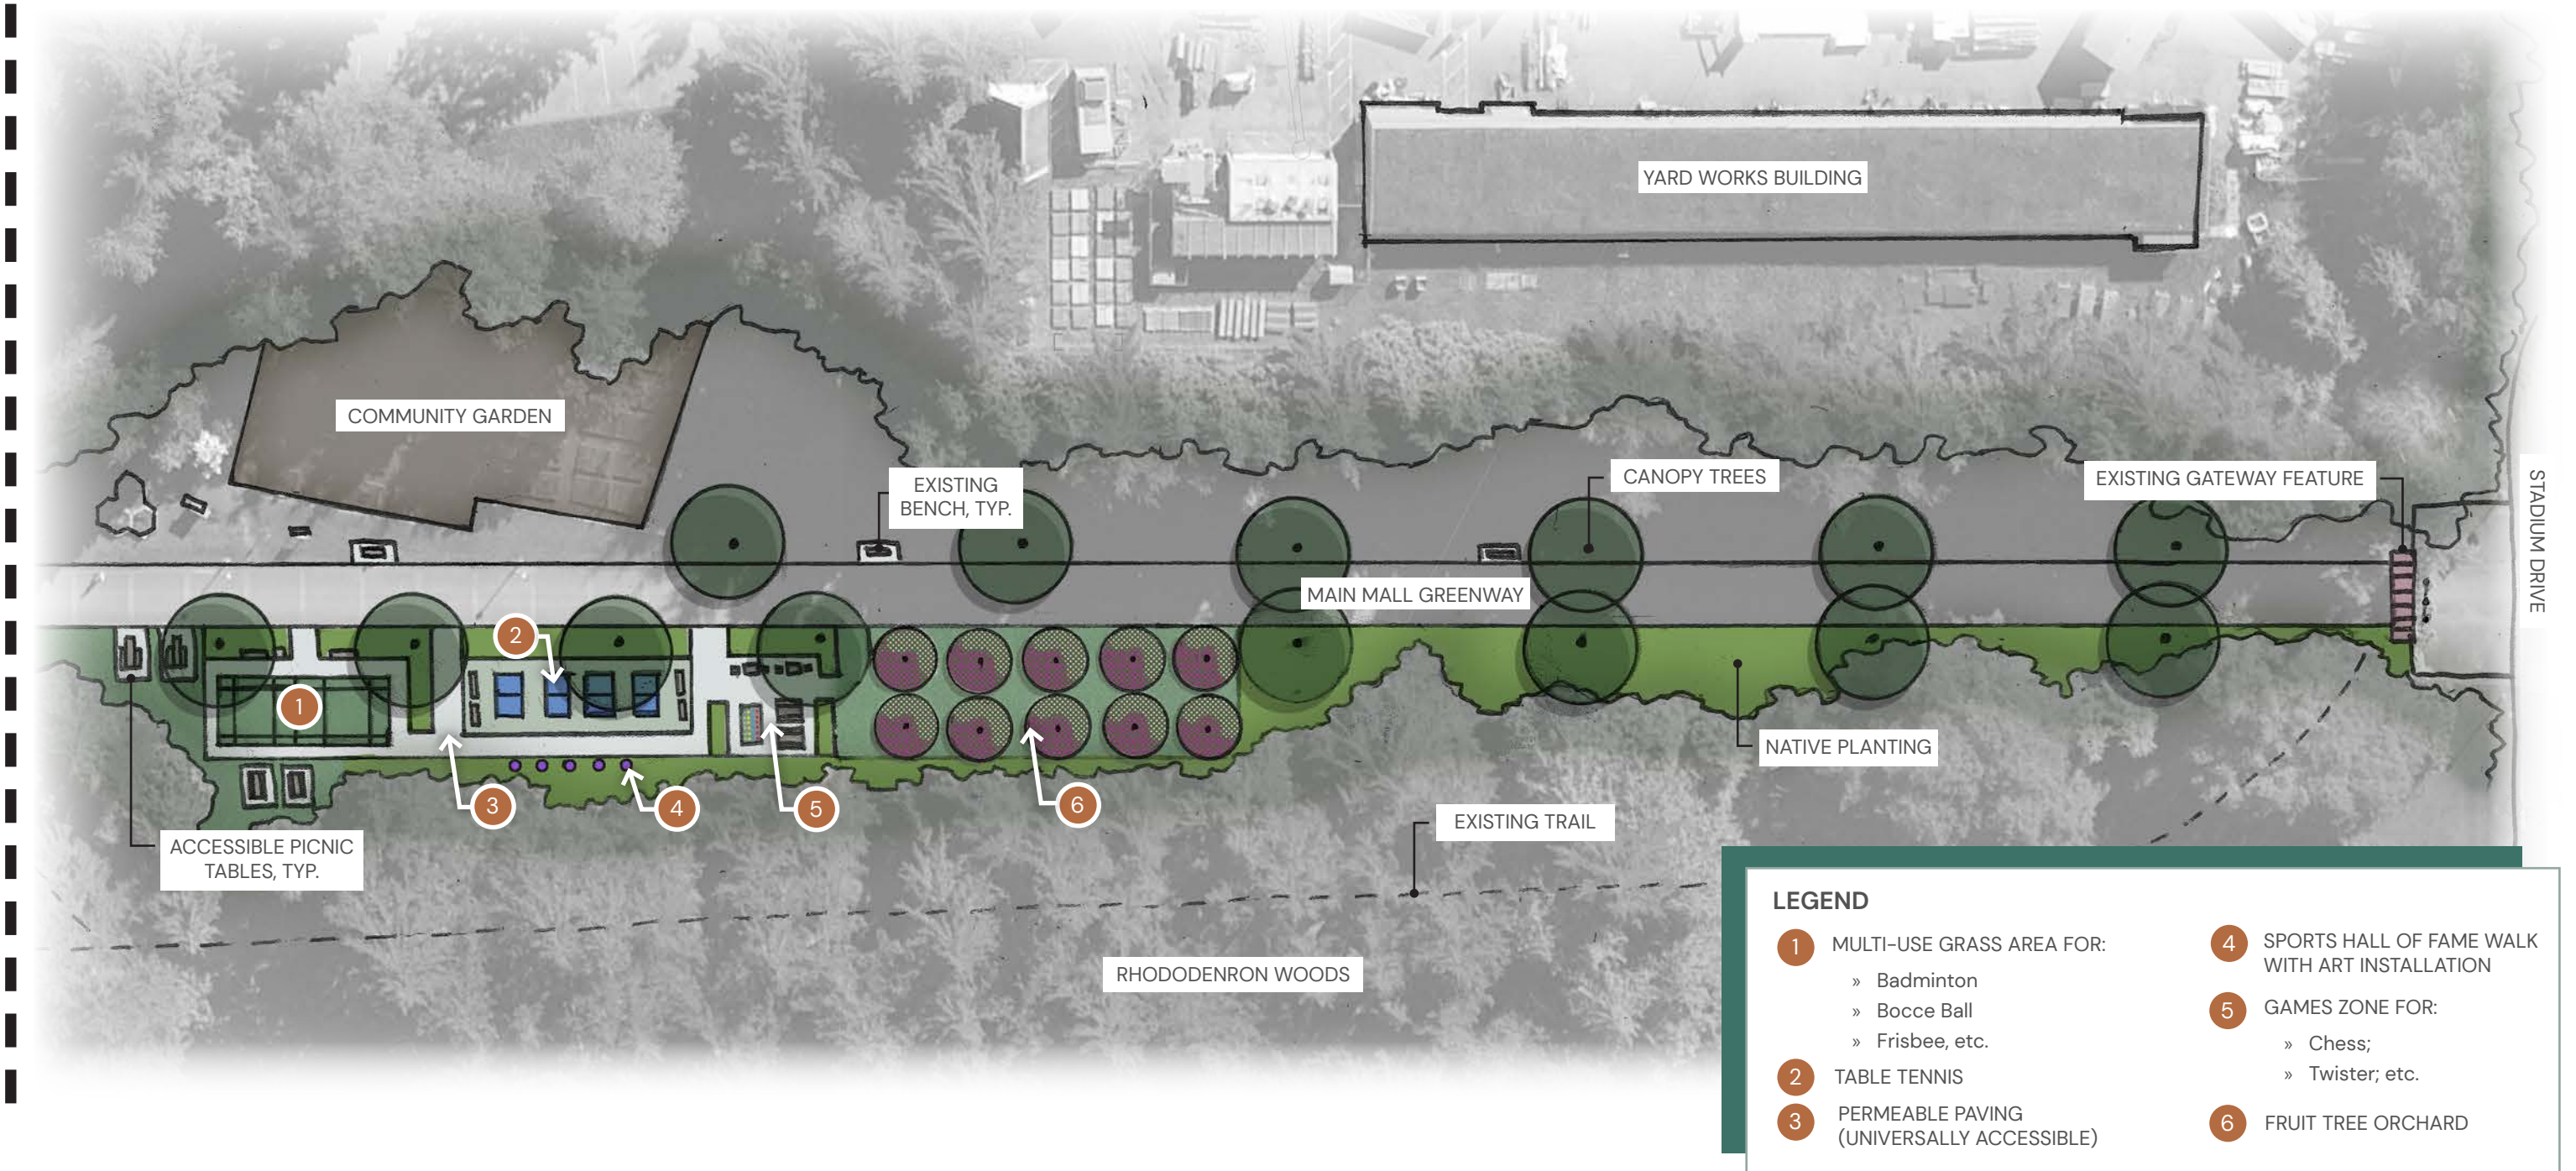 YARD WORKS BUILDING
COMMUNITY GARDEN
EXISTING
BENCH, TYP.
CANOPY TREES
EXISTING GATEWAY FEATURE
STADIUM DRIVE
MAIN MALL GREENWAY
2
1
NATIVE PLANTING
3
4
5
6
EXISTING TRAIL
ACCESSIBLE PICNIC
TABLES, TYP.
RHODODENRON WOODS
LEGEND
1 MULTI-USE GRASS AREA FOR:
» Badminton
» Bocce Ball
» Frisbee, etc.
2 TABLE TENNIS
3 PERMEABLE PAVING
(UNIVERSALLY ACCESSIBLE)
4 SPORTS HALL OF FAME WALK
WITH ART INSTALLATION
5 GAMES ZONE FOR:
» Chess;
» Twister; etc.
6 FRUIT TREE ORCHARD